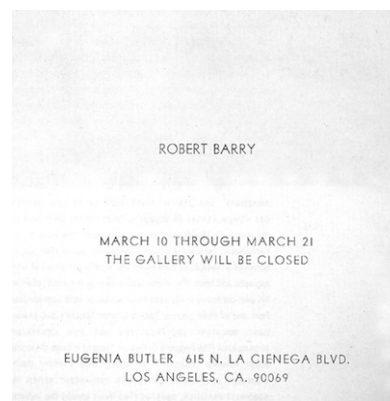 ROBERT BARRY
MARCH 10 THROUGH MARCH 21
THE GALLERY WILL BE CLOSED
EUGENIA BUTLER 615 N. LA CIENEGA BLVD.
LOS ANGELES, CA. 90069